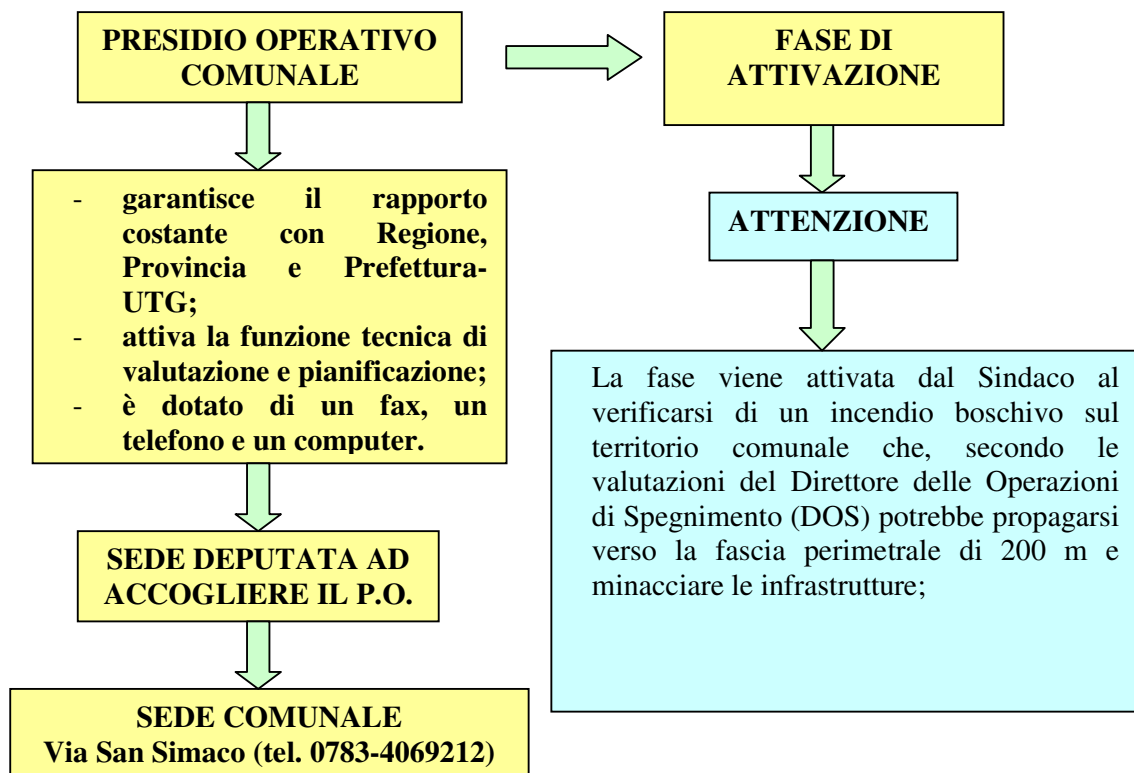 PRESIDIO OPERATIVO
COMUNALE
FASE DI
ATTIVAZIONE
- garantisce il rapporto
costante con Regione,
Provincia e Prefettura-
UTG;
- attiva la funzione tecnica di
valutazione e pianificazione;
- è dotato di un fax, un
telefono e un computer.
ATTENZIONE
La fase viene attivata dal Sindaco al
verificarsi di un incendio boschivo sul
territorio comunale che, secondo le
valutazioni del Direttore delle Operazioni
di Spegnimento (DOS) potrebbe propagarsi
verso la fascia perimetrale di 200 m e
minacciare le infrastrutture;
SEDE DEPUTATA AD
ACCOGLIERE IL P.O.
SEDE COMUNALE
Via San Simaco (tel. 0783-4069212)